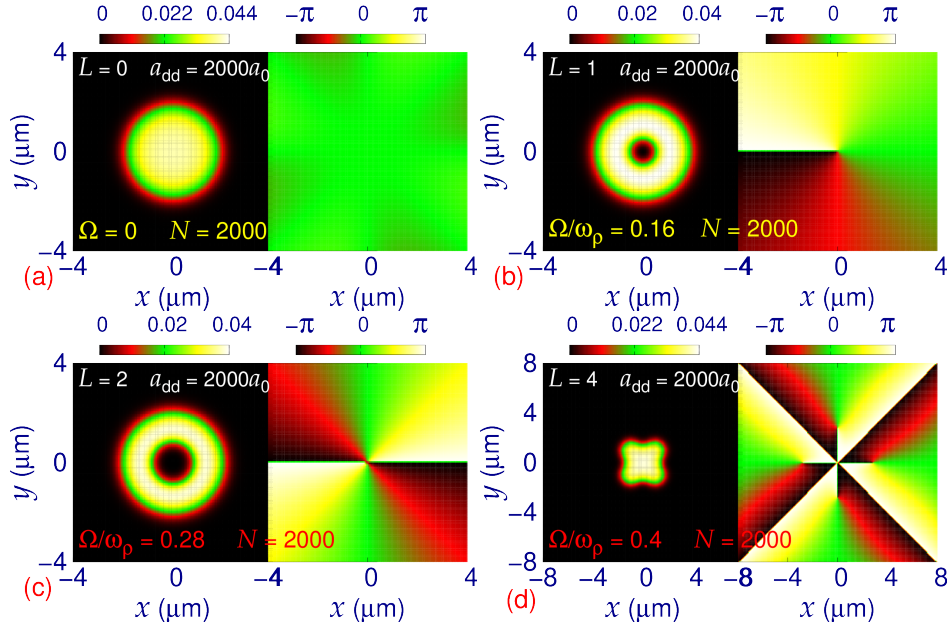 0 0.022 0.044 −π 0 π
4
L = 0 a_dd = 2000a_0
y (μm)
0
Ω = 0 N = 2000
−4
−4 0 −4 0 4
x (μm) x (μm)
(a)
0 0.02 0.04 −π 0 π
4
L = 1 a_dd = 2000a_0
y (μm)
0
Ω/ω_ρ = 0.16 N = 2000
−4
−4 0 −4 0 4
x (μm) x (μm)
(b)
0 0.02 0.04 −π 0 π
4
L = 2 a_dd = 2000a_0
y (μm)
0
Ω/ω_ρ = 0.28 N = 2000
−4
−4 0 −4 0 4
x (μm) x (μm)
(c)
0 0.022 0.044 −π 0 π
8
L = 4 a_dd = 2000a_0
4
y (μm)
0
−4
Ω/ω_ρ = 0.4 N = 2000
−8
−8 −4 0 4 −8 −4 0 4 8
x (μm) x (μm)
(d)